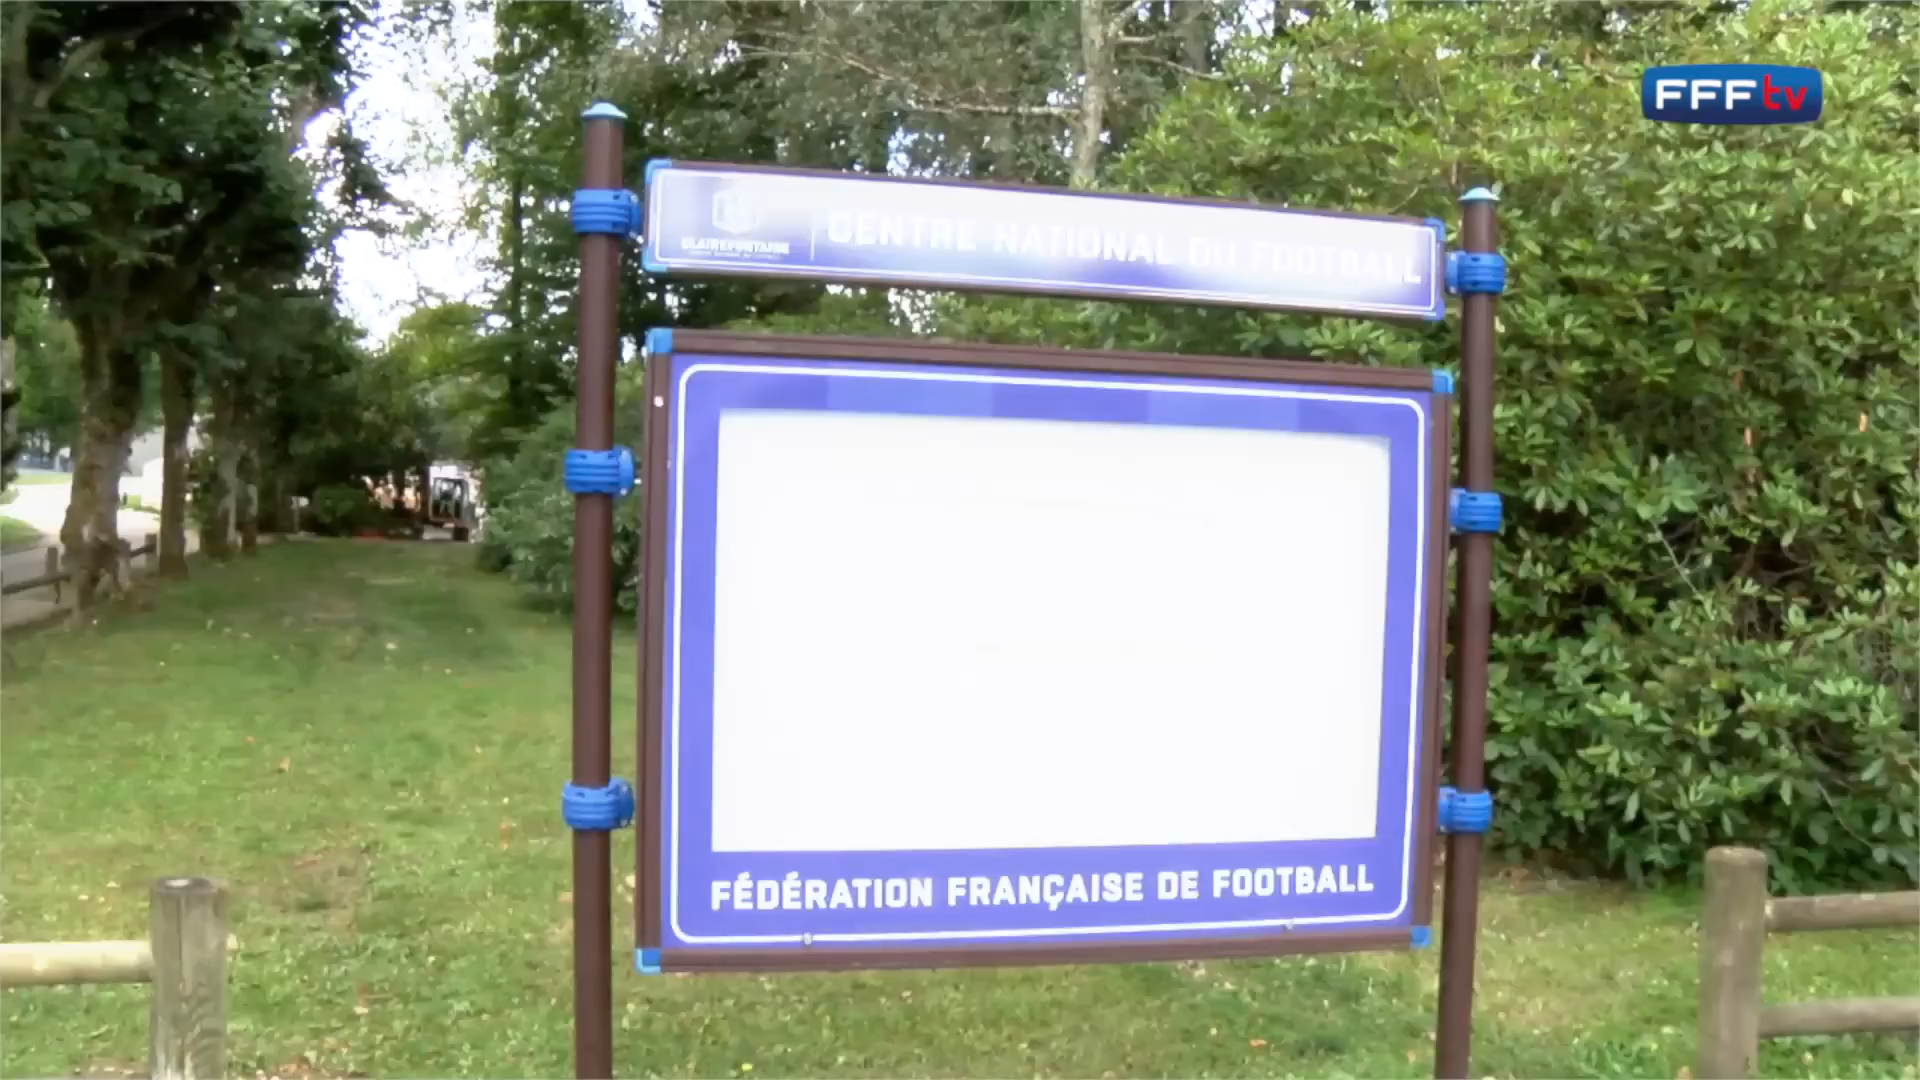 FFFtv
CLAIREFONTAINE
CENTRE NATIONAL DU FOOTBALL
FÉDÉRATION FRANÇAISE DE FOOTBALL